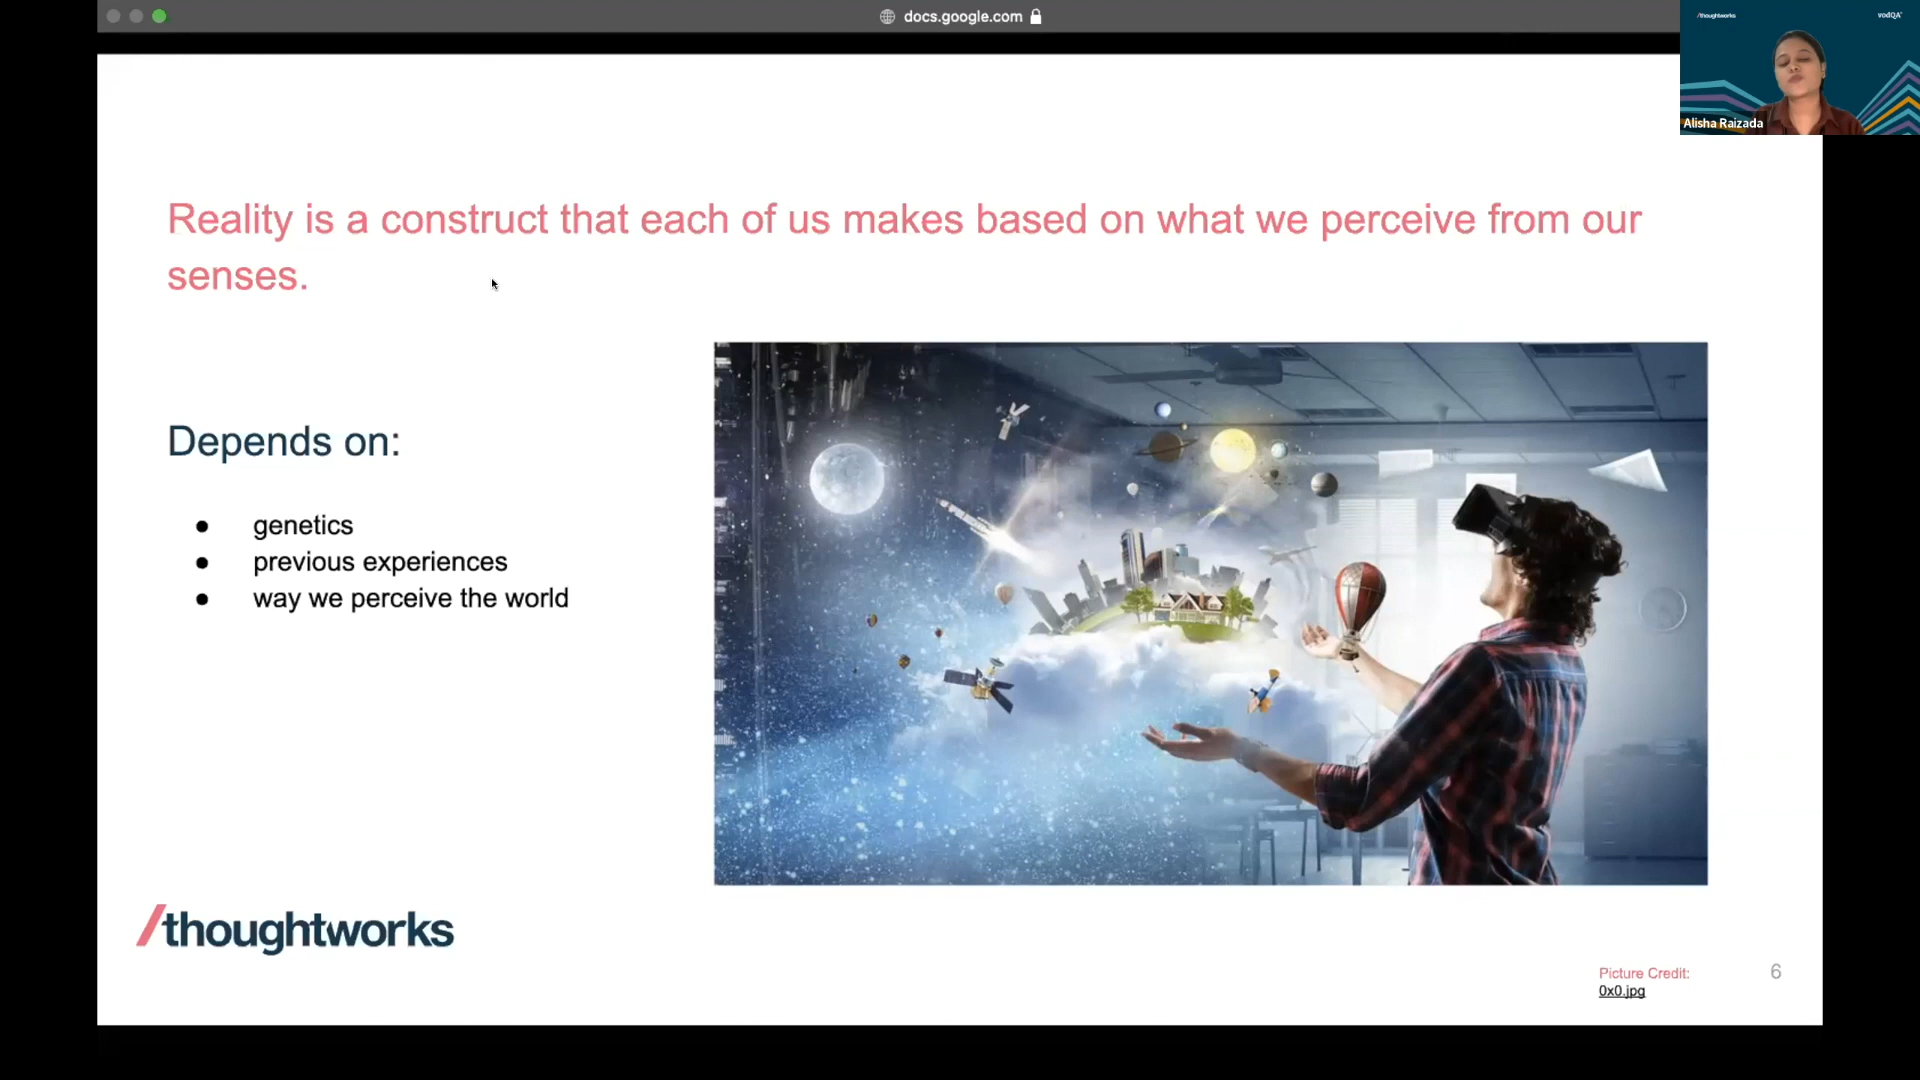 docs.google.com
/thoughtworks
vodQA
Alisha Raizada
Reality is a construct that each of us makes based on what we perceive from our
senses.
Depends on:
● genetics
● previous experiences
● way we perceive the world
/thoughtworks
Picture Credit:
0x0.jpg
6